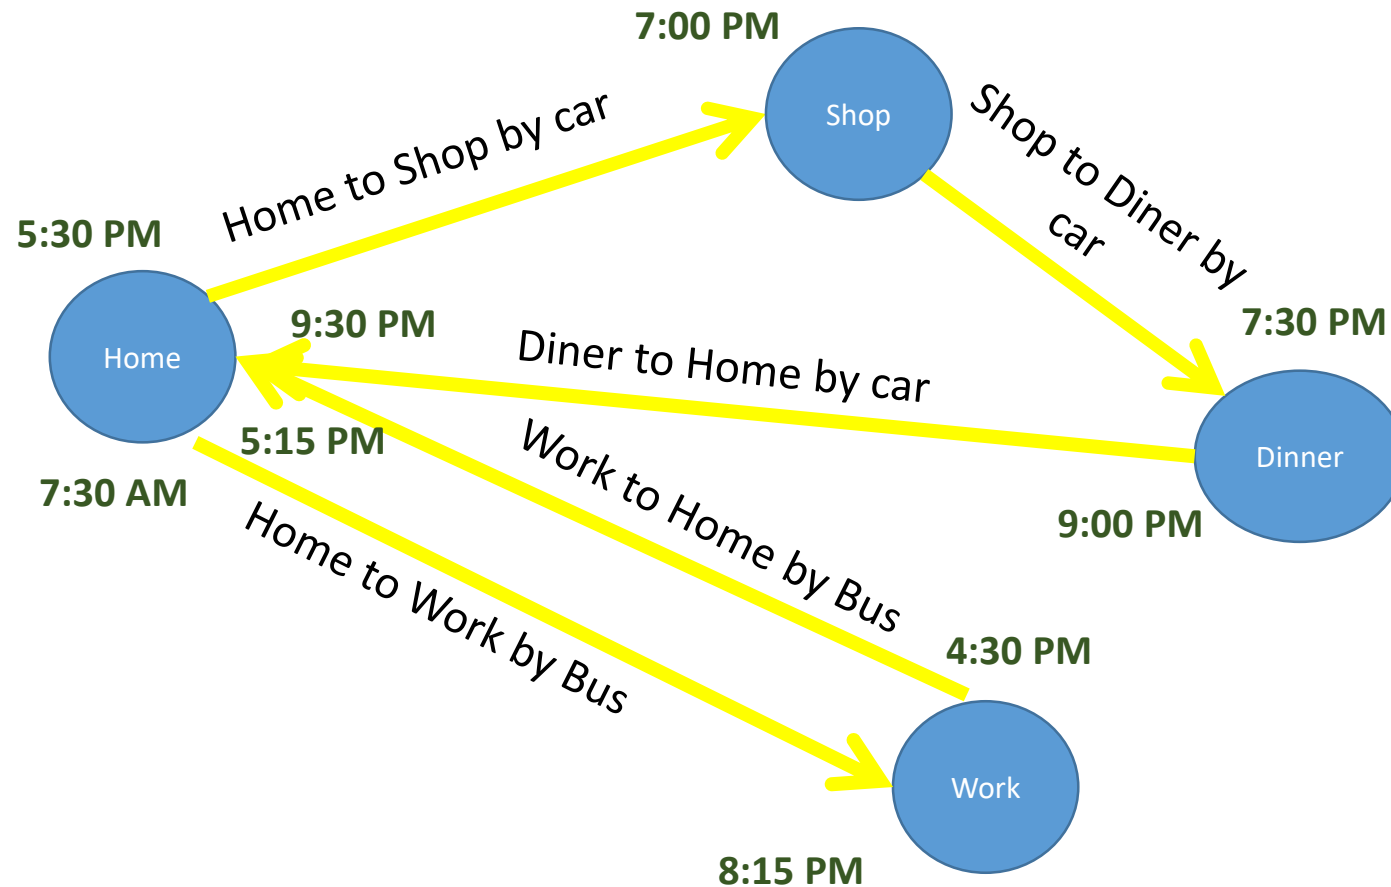 7:00 PM
Shop
Home to Shop by car
Shop to Diner by
car
5:30 PM
Home
9:30 PM
7:30 PM
Diner to Home by car
Dinner
5:15 PM
7:30 AM
Work to Home by Bus
9:00 PM
Home to Work by Bus
4:30 PM
Work
8:15 PM